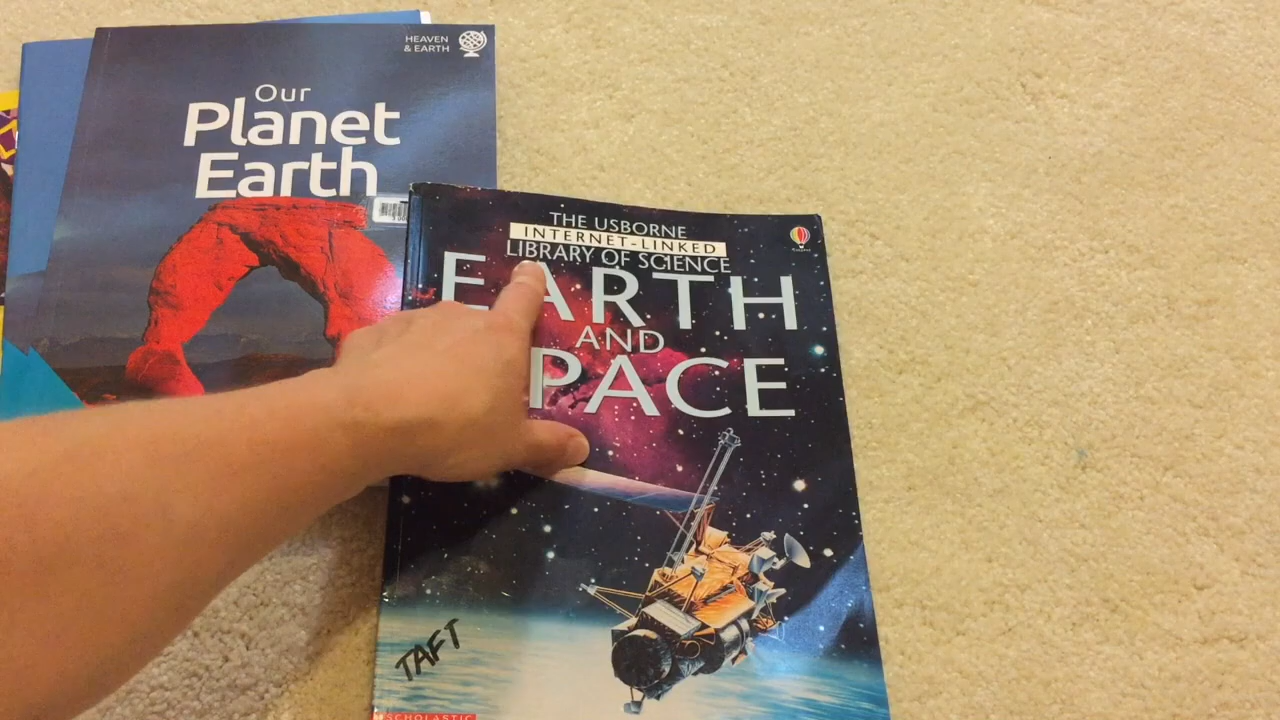 HEAVEN
& EARTH
Our
Planet
Earth
THE USBORNE
INTERNET-LINKED
LIBRARY OF SCIENCE
EARTH
AND
PACE
TAFT
SCHOLASTIC